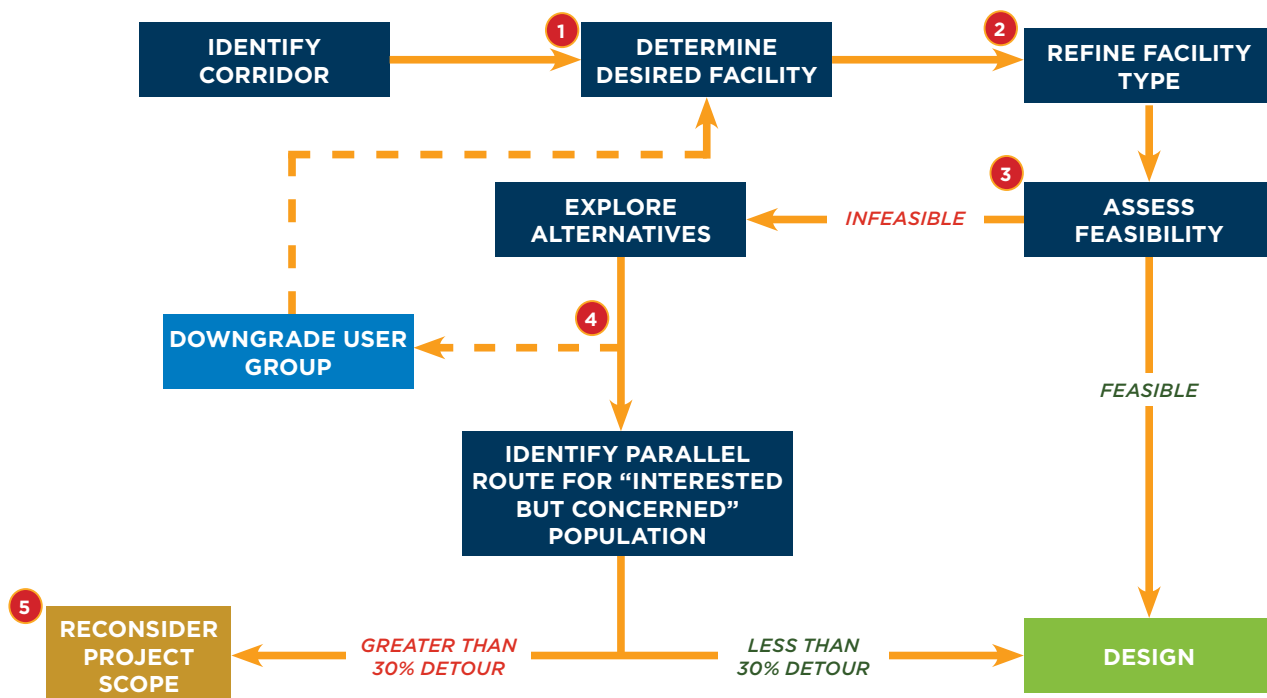 IDENTIFY
CORRIDOR
1
DETERMINE
DESIRED FACILITY
2
REFINE FACILITY
TYPE
3
ASSESS
FEASIBILITY
INFEASIBLE
EXPLORE
ALTERNATIVES
4
DOWNGRADE USER
GROUP
FEASIBLE
IDENTIFY PARALLEL
ROUTE FOR “INTERESTED
BUT CONCERNED”
POPULATION
5
RECONSIDER
PROJECT
SCOPE
GREATER THAN
30% DETOUR
LESS THAN
30% DETOUR
DESIGN